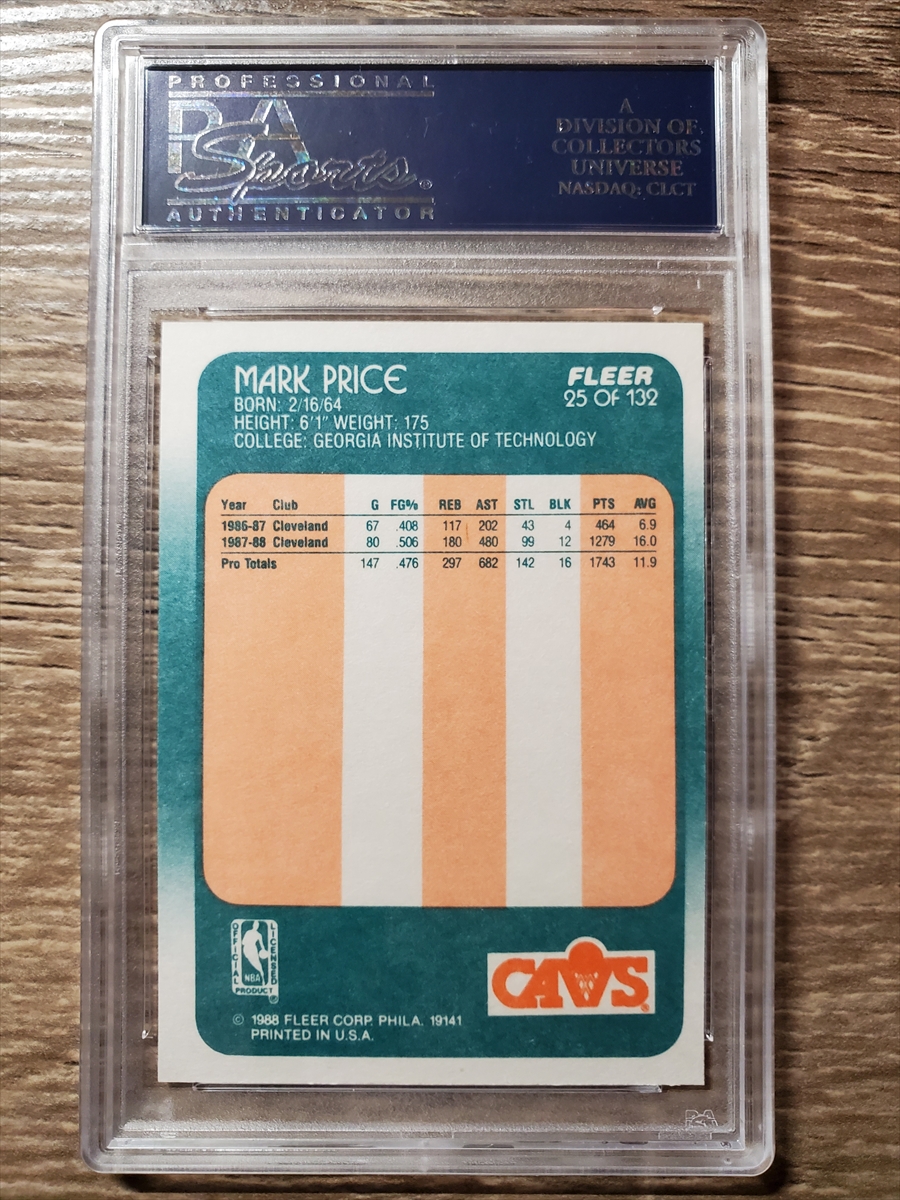 PROFESSIONAL
PSA
Sports®
AUTHENTICATOR
A
DIVISION OF
COLLECTORS
UNIVERSE
NASDAQ: CLCT
MARK PRICE
BORN: 2/16/64
HEIGHT: 6'1" WEIGHT: 175
COLLEGE: GEORGIA INSTITUTE OF TECHNOLOGY
FLEER
25 OF 132
Year Club G FG% REB AST STL BLK PTS AVG
1986-87 Cleveland 67 .408 117 202 43 4 464 6.9
1987-88 Cleveland 80 .506 180 480 99 12 1279 16.0
Pro Totals 147 .476 297 682 142 16 1743 11.9
OFFICIAL LICENSED
NBA
PRODUCT ®
CAVS®
© 1988 FLEER CORP. PHILA. 19141
PRINTED IN U.S.A.
PSA